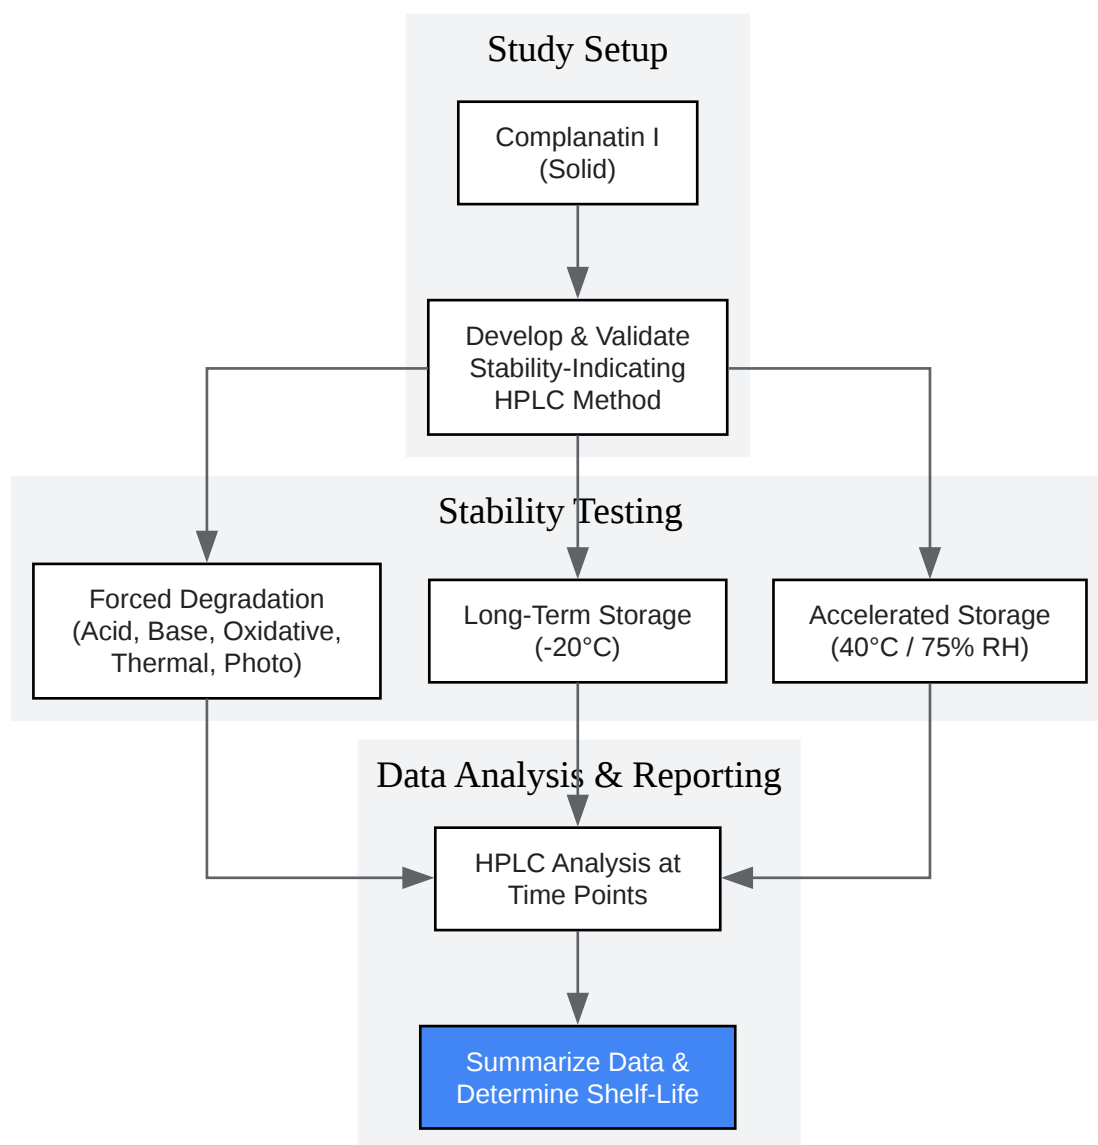 Study Setup
Complanatin I
(Solid)
Develop & Validate
Stability-Indicating
HPLC Method
Stability Testing
Forced Degradation
(Acid, Base, Oxidative,
Thermal, Photo)
Long-Term Storage
(-20°C)
Accelerated Storage
(40°C / 75% RH)
Data Analysis & Reporting
HPLC Analysis at
Time Points
Summarize Data &
Determine Shelf-Life